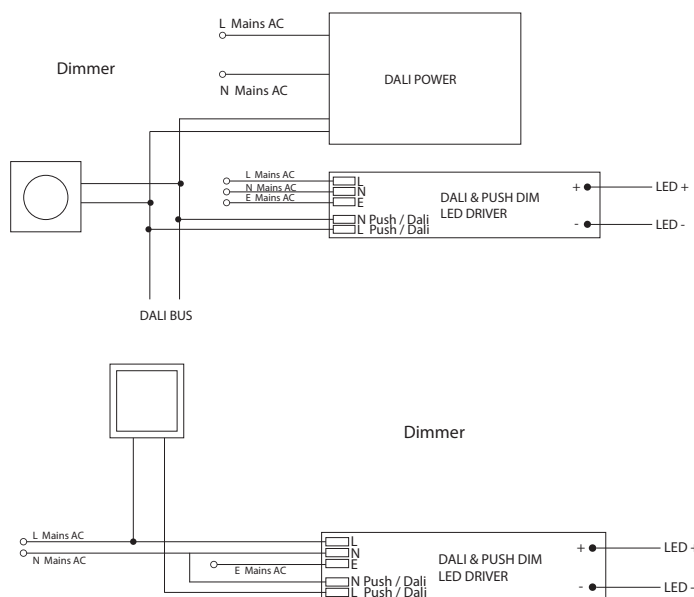 L Mains AC
Dimmer
DALI POWER
N Mains AC
L Mains AC
N Mains AC
E Mains AC
L
N
E
N Push / Dali
L Push / Dali
DALI & PUSH DIM
LED DRIVER
+
-
LED +
LED -
DALI BUS
Dimmer
L Mains AC
N Mains AC
E Mains AC
L
N
E
N Push / Dali
L Push / Dali
DALI & PUSH DIM
LED DRIVER
+
-
LED +
LED -